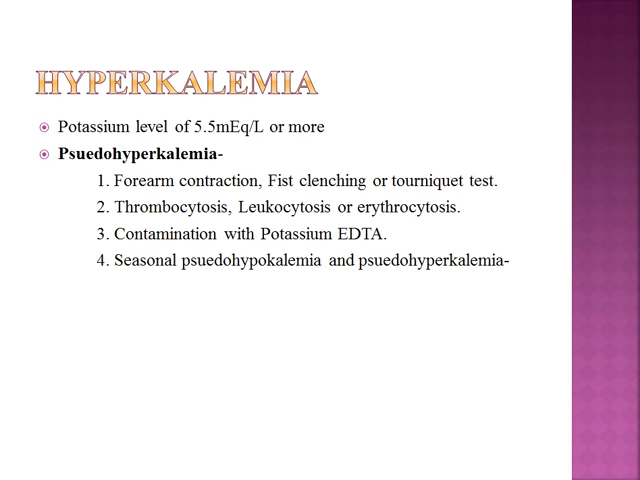 HYPERKALEMIA
Potassium level of 5.5mEq/L or more
Psuedohyperkalemia-
1. Forearm contraction, Fist clenching or tourniquet test.
2. Thrombocytosis, Leukocytosis or erythrocytosis.
3. Contamination with Potassium EDTA.
4. Seasonal psuedohypokalemia and psuedohyperkalemia-